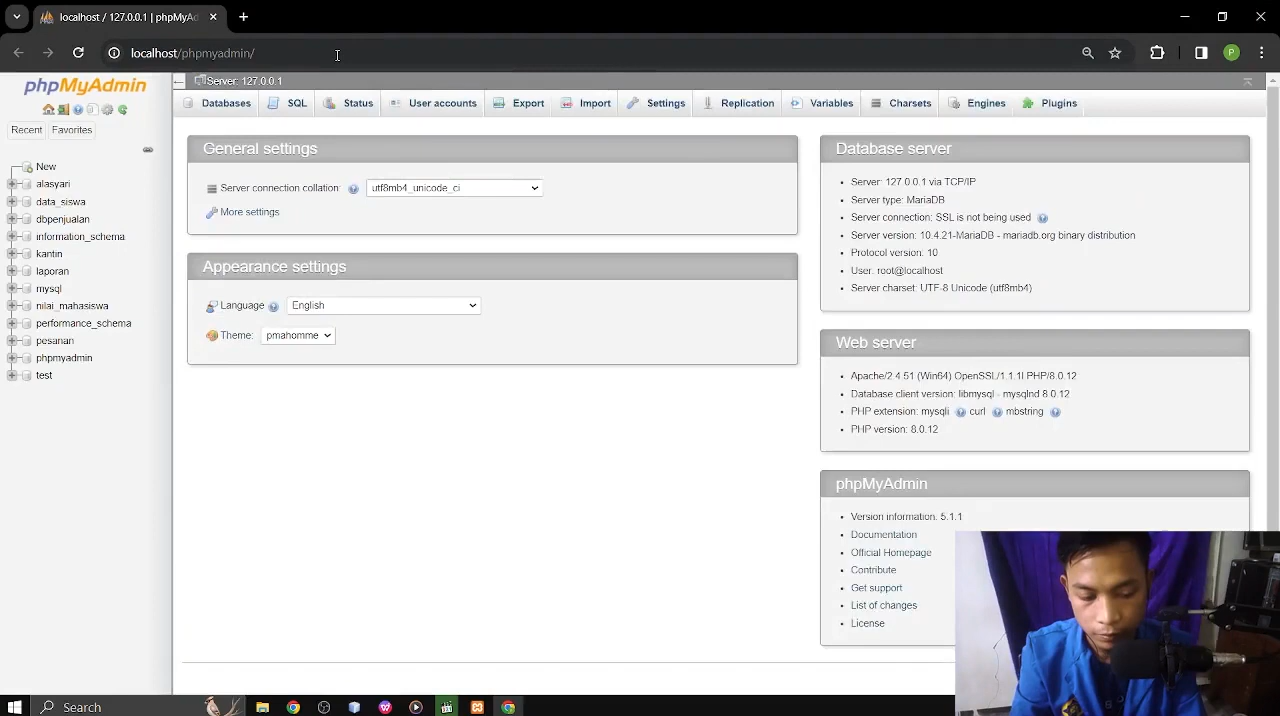 localhost / 127.0.0.1 | phpMyAd
localhost/phpmyadmin/
P
phpMyAdmin
Recent
Favorites
New
alasyari
data_siswa
dbpenjualan
information_schema
kantin
laporan
mysql
nilai_mahasiswa
performance_schema
pesanan
phpmyadmin
test
Server: 127.0.0.1
Databases
SQL
Status
User accounts
Export
Import
Settings
Replication
Variables
Charsets
Engines
Plugins
General settings
Server connection collation:
utf8mb4_unicode_ci
More settings
Appearance settings
Language
English
Theme:
pmahomme
Database server
Server: 127.0.0.1 via TCP/IP
Server type: MariaDB
Server connection: SSL is not being used
Server version: 10.4.21-MariaDB - mariadb.org binary distribution
Protocol version: 10
User: root@localhost
Server charset: UTF-8 Unicode (utf8mb4)
Web server
Apache/2.4.51 (Win64) OpenSSL/1.1.1l PHP/8.0.12
Database client version: libmysql - mysqlnd 8.0.12
PHP extension: mysqli curl mbstring
PHP version: 8.0.12
phpMyAdmin
Version information: 5.1.1
Documentation
Official Homepage
Contribute
Get support
List of changes
License
Search